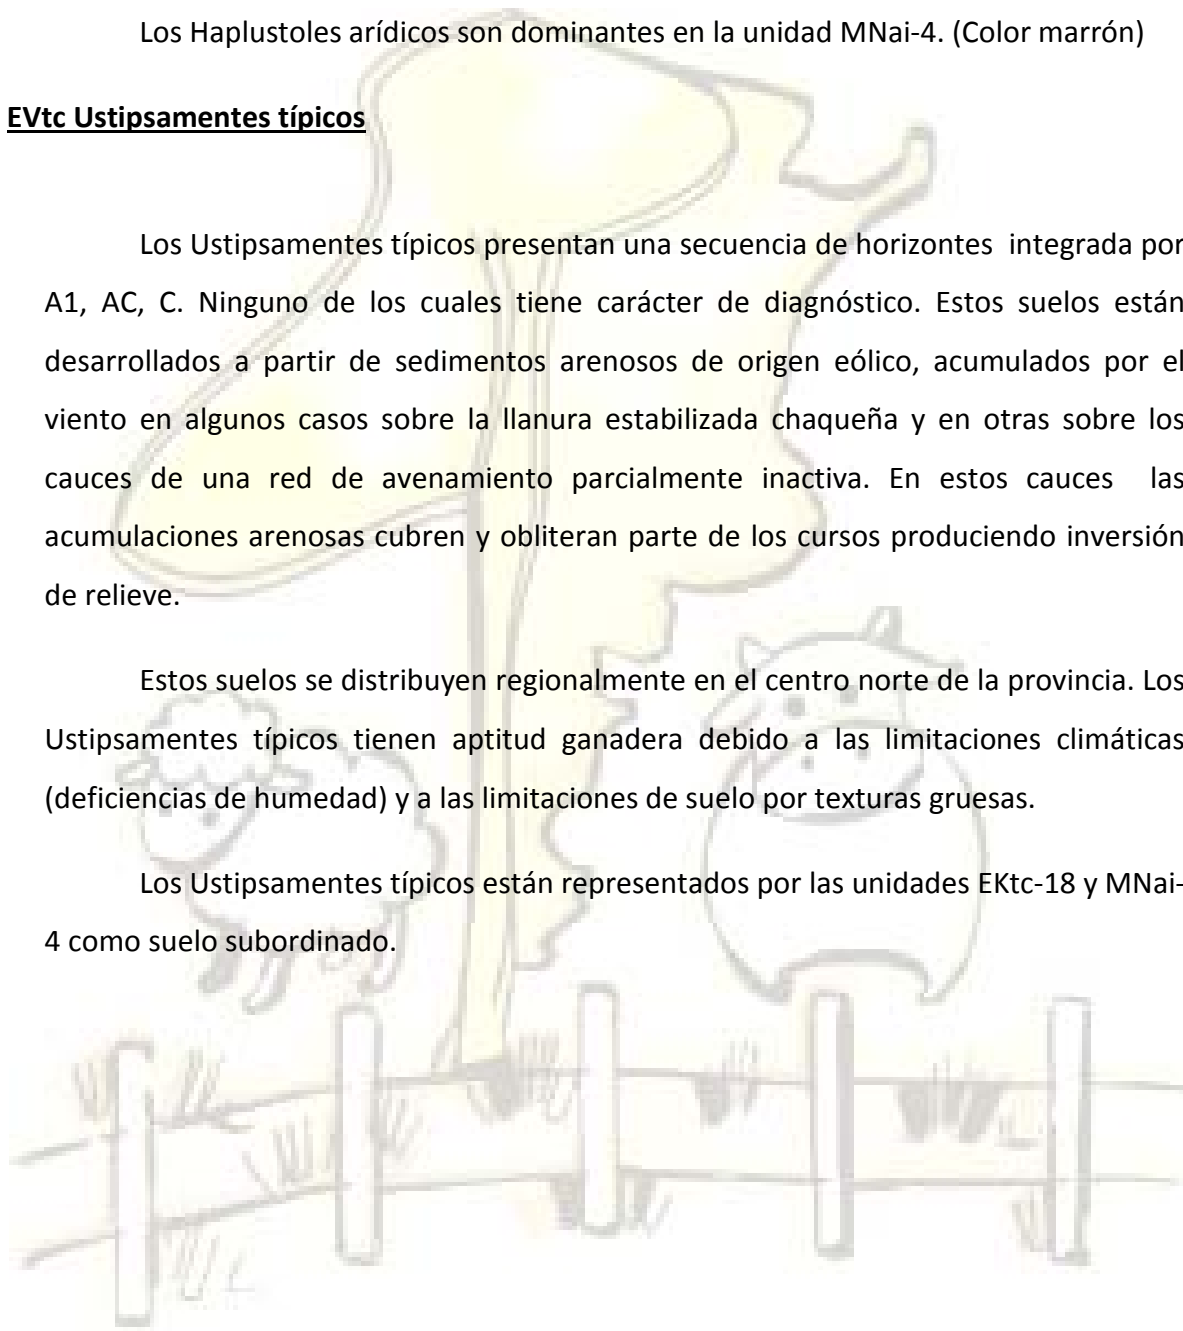 Los Haplustoles arídicos son dominantes en la unidad MNai-4. (Color marrón)
EVtc Ustipsamentes típicos
Los Ustipsamentes típicos presentan una secuencia de horizontes integrada por
A1, AC, C. Ninguno de los cuales tiene carácter de diagnóstico. Estos suelos están
desarrollados a partir de sedimentos arenosos de origen eólico, acumulados por el
viento en algunos casos sobre la llanura estabilizada chaqueña y en otras sobre los
cauces de una red de avenamiento parcialmente inactiva. En estos cauces las
acumulaciones arenosas cubren y obliteran parte de los cursos produciendo inversión
de relieve.
Estos suelos se distribuyen regionalmente en el centro norte de la provincia. Los
Ustipsamentes típicos tienen aptitud ganadera debido a las limitaciones climáticas
(deficiencias de humedad) y a las limitaciones de suelo por texturas gruesas.
Los Ustipsamentes típicos están representados por las unidades EKtc-18 y MNai-
4 como suelo subordinado.